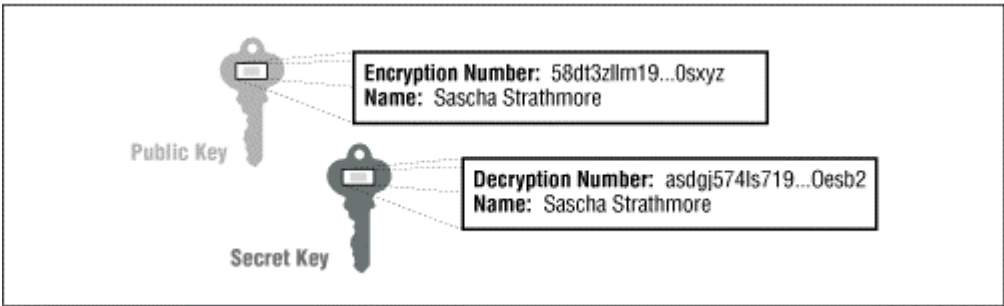 Encryption Number: 58dt3zllm19...0sxyz
Name: Sascha Strathmore
Public Key
Decryption Number: asdgj574ls719...0esb2
Name: Sascha Strathmore
Secret Key